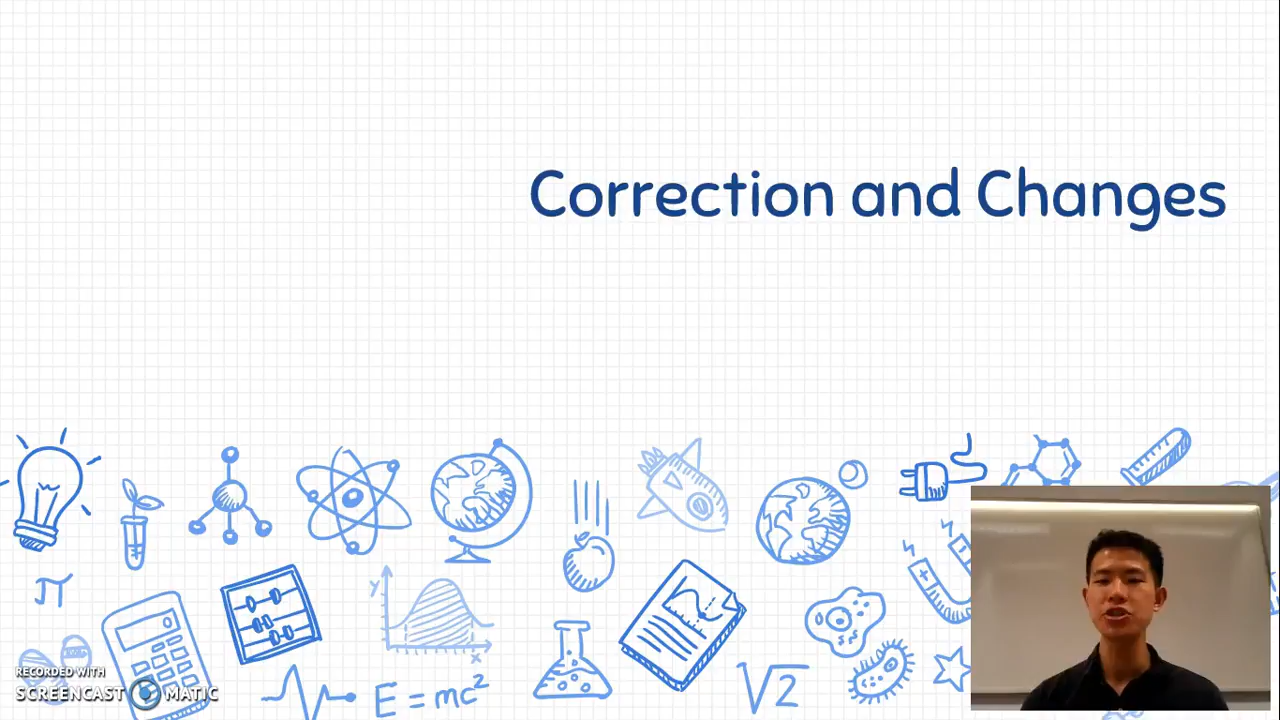 Correction and Changes
π
y
x
E = mc²
√2
RECORDED WITH
SCREENCAST MATIC